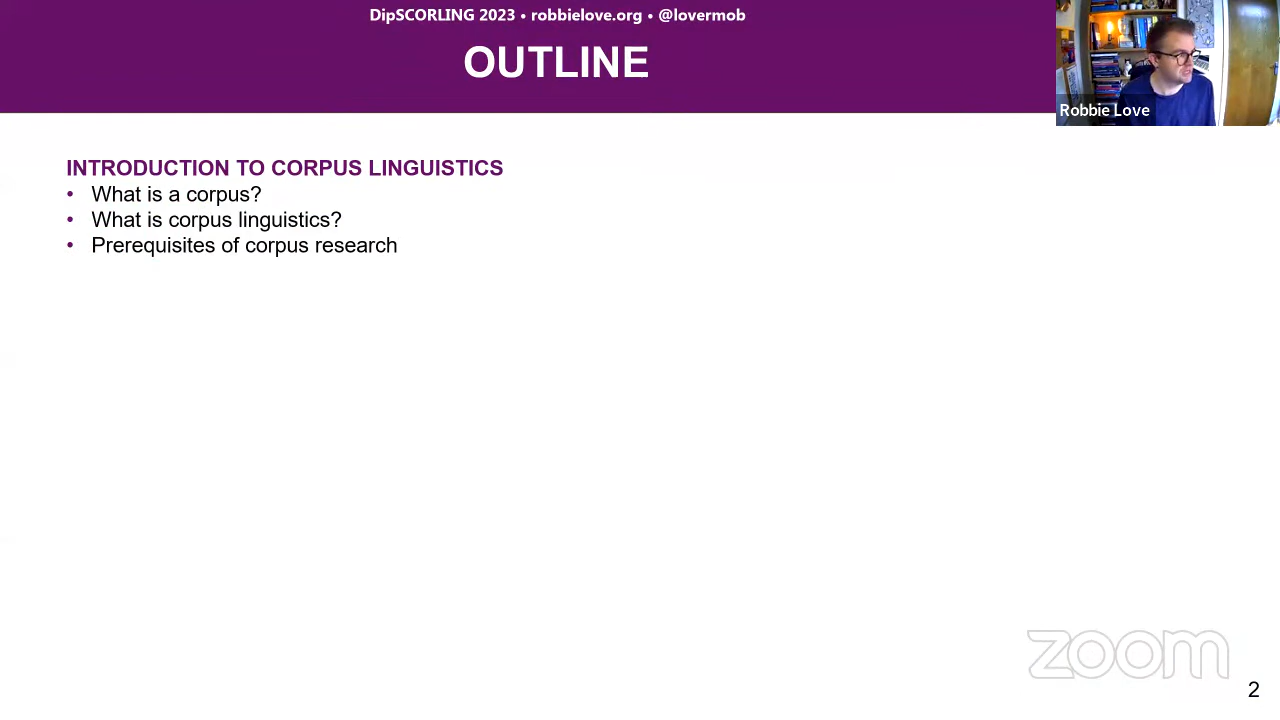 DipSCORLING 2023 • robbielove.org • @lovermob
OUTLINE
Robbie Love
INTRODUCTION TO CORPUS LINGUISTICS
• What is a corpus?
• What is corpus linguistics?
• Prerequisites of corpus research
zoom
2